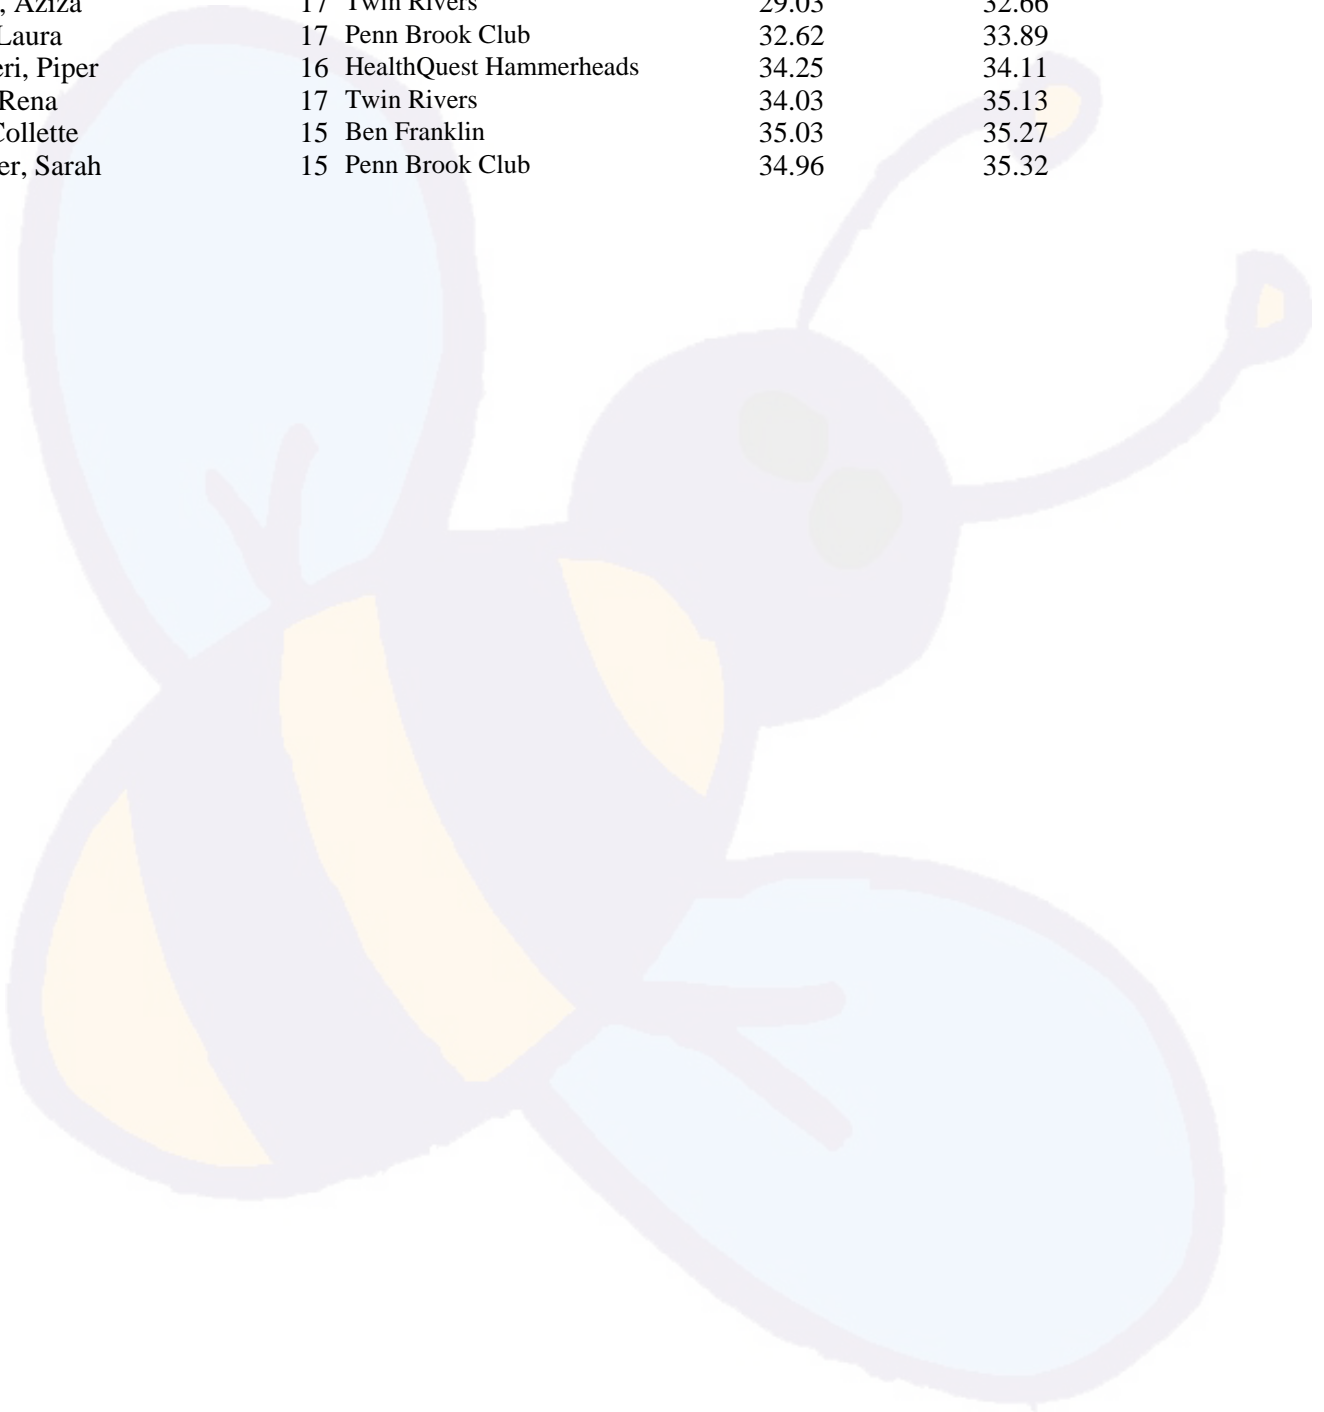 , Aziza 17 Twin Rivers 29.03 32.66
Laura 17 Penn Brook Club 32.62 33.89
eri, Piper 16 HealthQuest Hammerheads 34.25 34.11
Rena 17 Twin Rivers 34.03 35.13
Collette 15 Ben Franklin 35.03 35.27
er, Sarah 15 Penn Brook Club 34.96 35.32